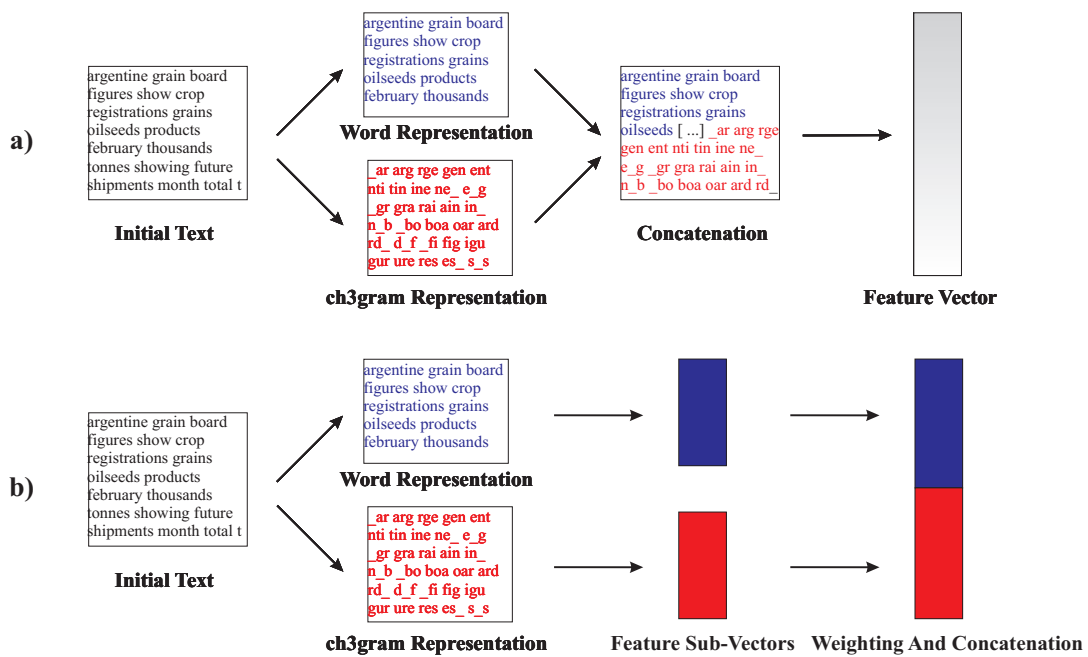 a)
argentine grain board
figures show crop
registrations grains
oilseeds products
february thousands
tonnes showing future
shipments month total t
Initial Text
argentine grain board
figures show crop
registrations grains
oilseeds products
february thousands
Word Representation
_ar arg rge gen ent
nti tin ine ne_ e_g
_gr gra rai ain in_
n_b _bo boa oar ard
rd_ d_f _fi fig igu
gur ure res es_ s_s
ch3gram Representation
argentine grain board
figures show crop
registrations grains
oilseeds [ ...] _ar arg rge
gen ent nti tin ine ne_
e_g _gr gra rai ain in_
n_b _bo boa oar ard rd_
Concatenation
Feature Vector
b)
argentine grain board
figures show crop
registrations grains
oilseeds products
february thousands
tonnes showing future
shipments month total t
Initial Text
argentine grain board
figures show crop
registrations grains
oilseeds products
february thousands
Word Representation
_ar arg rge gen ent
nti tin ine ne_ e_g
_gr gra rai ain in_
n_b _bo boa oar ard
rd_ d_f _fi fig igu
gur ure res es_ s_s
ch3gram Representation
Feature Sub-Vectors
Weighting And Concatenation